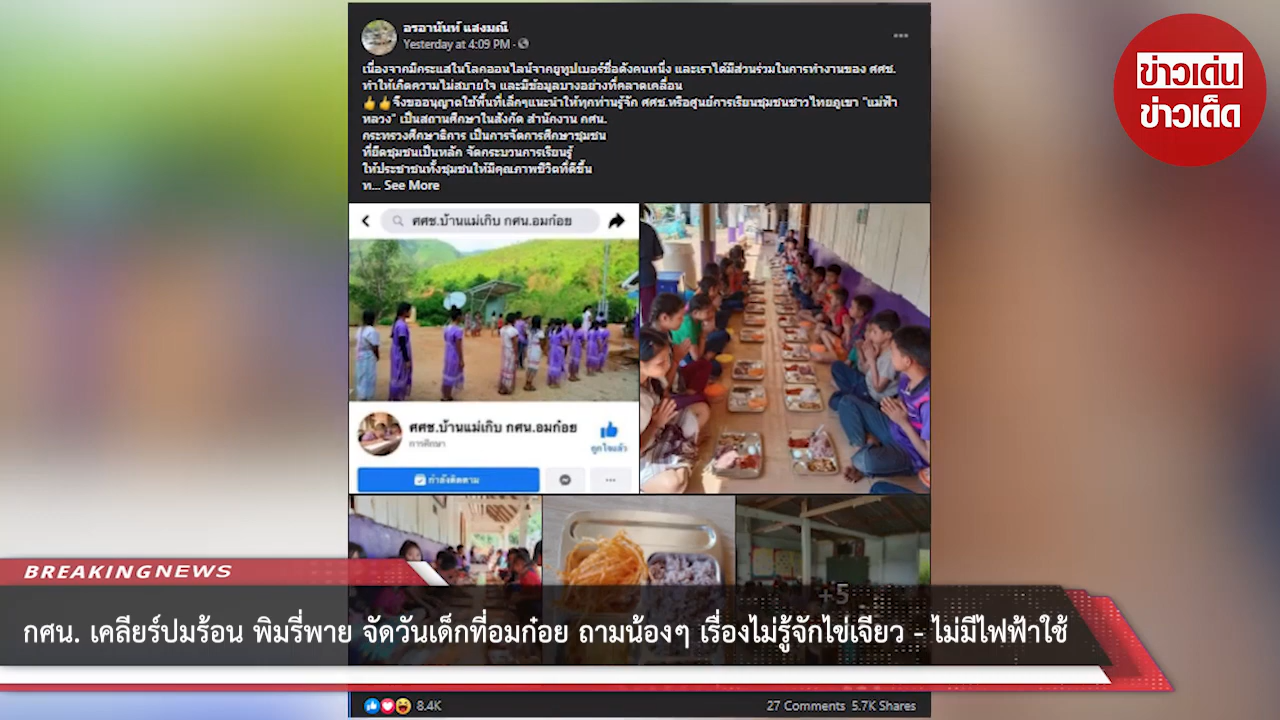 อรอานันท์ แสงมณี
Yesterday at 4:09 PM ·
ข่าวเด่น
ข่าวเด็ด
เนื่องจากมีกระแสในโลกออนไลน์จากยูทูปเบอร์ชื่อดังคนหนึ่ง และเราได้มีส่วนร่วมในการทำงานของ ศศช.
ทำให้เกิดความไม่สบายใจ และมีข้อมูลบางอย่างที่คลาดเคลื่อน
👍👍จึงขออนุญาตใช้พื้นที่เล็กๆแนะนำให้ทุกท่านรู้จัก ศศช.หรือศูนย์การเรียนชุมชนชาวไทยภูเขา "แม่ฟ้า
หลวง" เป็นสถานศึกษาในสังกัด สำนักงาน กศน.
กระทรวงศึกษาธิการ เป็นการจัดการศึกษาชุมชน
ที่ยึดชุมชนเป็นหลัก จัดกระบวนการเรียนรู้
ให้ประชาชนทั้งชุมชนให้มีคุณภาพชีวิตที่ดีขึ้น
ท... See More
ศศช.บ้านแม่เกิบ กศน.อมก๋อย
ศศช.บ้านแม่เกิบ กศน.อมก๋อย
การศึกษา
ถูกใจแล้ว
กำลังติดตาม
+5
BREAKINGNEWS
กศน. เคลียร์ปมร้อน พิมรี่พาย จัดวันเด็กที่อมก๋อย ถามน้องๆ เรื่องไม่รู้จักไข่เจียว - ไม่มีไฟฟ้าใช้
8.4K
27 Comments 5.7K Shares